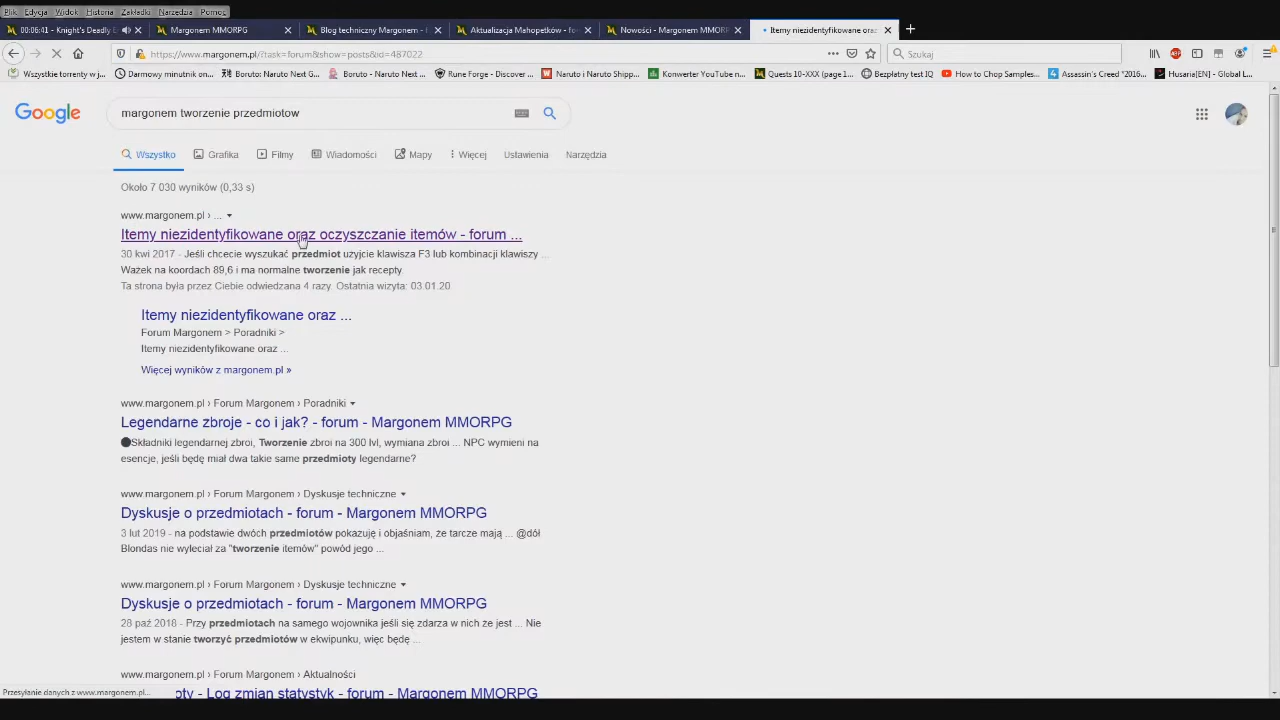 Plik Edycja Widok Historia Zakładki Narzędzia Pomoc
00:06:41 - Knight's Deadly E
Margonem MMORPG
Blog techniczny Margonem - f
Aktualizacja Mahopetków - for
Nowości - Margonem MMORP
Itemy niezidentyfikowane oraz
https://www.margonem.pl/?task=forum&show=posts&id=487022
Szukaj
Wszystkie torrenty w j...
Darmowy minutnik on...
Boruto: Naruto Next G...
Boruto - Naruto Next ...
Rune Forge - Discover ...
Naruto i Naruto Shipp...
Konwerter YouTube na...
Quests 10-XXX (page 1...
Bezpłatny test IQ
How to Chop Samples...
Assassin's Creed *2016...
Husaria[EN] - Global L...
Google
margonem tworzenie przedmiotow
Wszystko Grafika Filmy Wiadomości Mapy Więcej Ustawienia Narzędzia
Około 7 030 wyników (0,33 s)
www.margonem.pl › ...
Itemy niezidentyfikowane oraz oczyszczanie itemów - forum ...
30 kwi 2017 - Jeśli chcecie wyszukać przedmiot użyjcie klawisza F3 lub kombinacji klawiszy ...
Ważek na koordach 89,6 i ma normalne tworzenie jak recepty.
Ta strona była przez Ciebie odwiedzana 4 razy. Ostatnia wizyta: 03.01.20
Itemy niezidentyfikowane oraz ...
Forum Margonem > Poradniki >
Itemy niezidentyfikowane oraz ...
Więcej wyników z margonem.pl »
www.margonem.pl › Forum Margonem › Poradniki
Legendarne zbroje - co i jak? - forum - Margonem MMORPG
⚫Składniki legendarnej zbroi, Tworzenie zbroi na 300 lvl, wymiana zbroi ... NPC wymieni na
esencje, jeśli będę miał dwa takie same przedmioty legendarne?
www.margonem.pl › Forum Margonem › Dyskusje techniczne
Dyskusje o przedmiotach - forum - Margonem MMORPG
3 lut 2019 - na podstawie dwóch przedmiotów pokazuję i objaśniam, że tarcze mają ... @dół
Blondas nie wyleciał za "tworzenie itemów" powód jego ...
www.margonem.pl › Forum Margonem › Dyskusje techniczne
Dyskusje o przedmiotach - forum - Margonem MMORPG
28 paź 2018 - Przy przedmiotach na samego wojownika jeśli się zdarza w nich że jest ... Nie
jestem w stanie tworzyć przedmiotów w ekwipunku, więc będę ...
www.margonem.pl › Forum Margonem › Aktualności
oty - Log zmian statystyk - forum - Margonem MMORPG
Przesyłanie danych z www.margonem.pl...